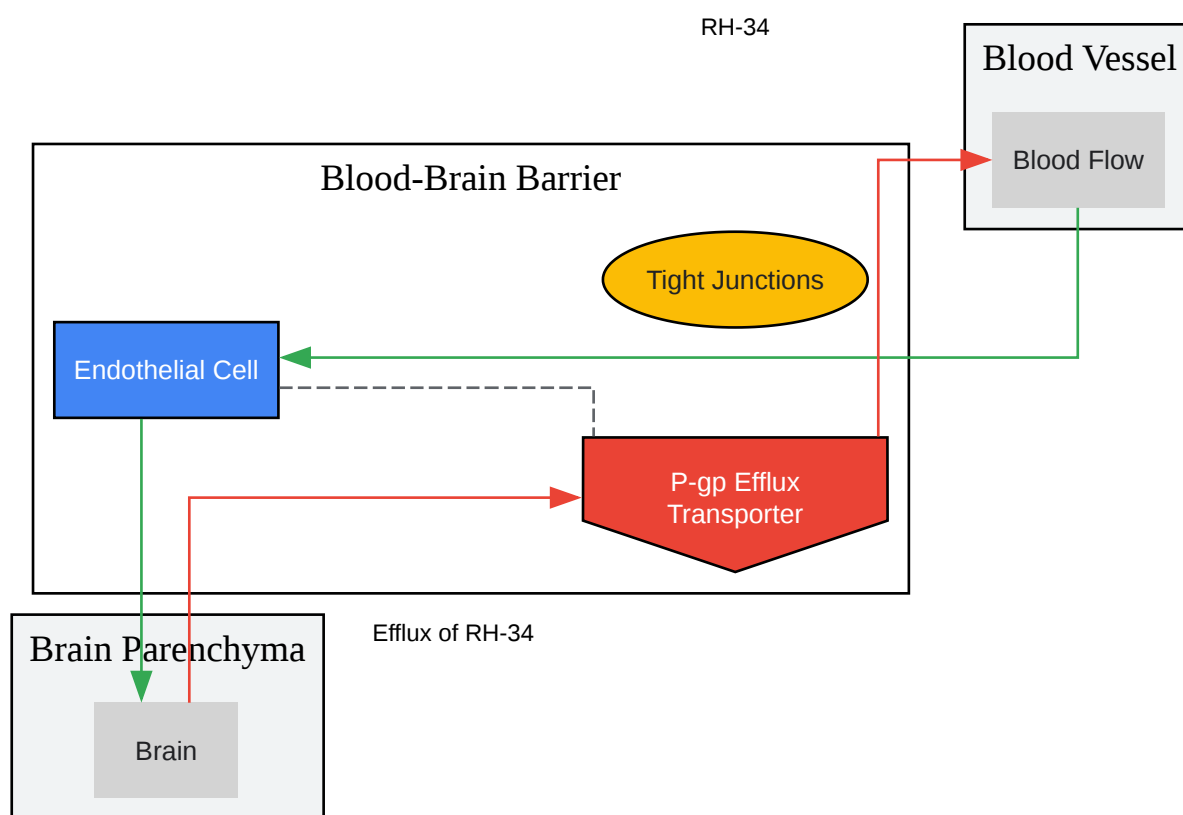 RH-34
Blood Vessel
Blood Flow
Blood-Brain Barrier
Tight Junctions
Endothelial Cell
P-gp Efflux
Transporter
Efflux of RH-34
Brain Parenchyma
Brain